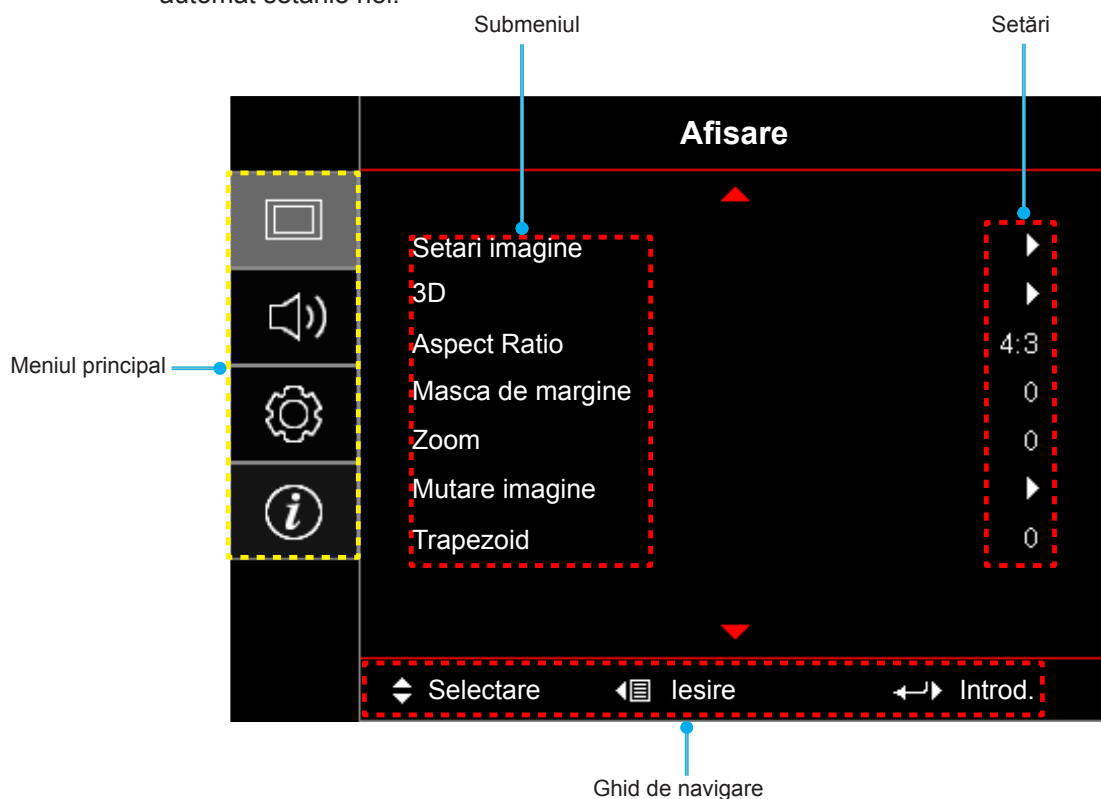 Submeniul Setări
Afisare
Setari imagine
3D
Aspect Ratio 4:3
Meniul principal
Masca de margine 0
Zoom 0
Mutare imagine
Trapezoid 0
Selectare Iesire Introd.
Ghid de navigare